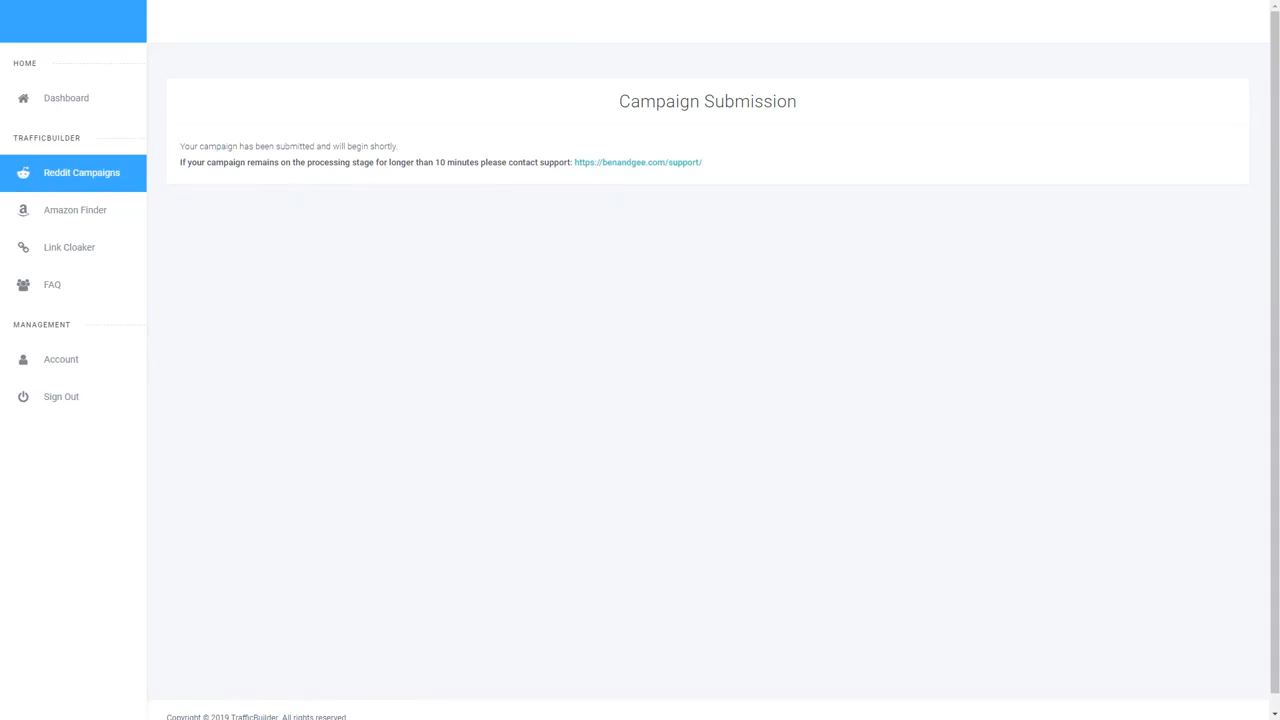 HOME
Dashboard
TRAFFICBUILDER
Reddit Campaigns
Amazon Finder
Link Cloaker
FAQ
MANAGEMENT
Account
Sign Out
Campaign Submission
Your campaign has been submitted and will begin shortly.
If your campaign remains on the processing stage for longer than 10 minutes please contact support: https://benandgee.com/support/
Copyright © 2019 TrafficBuilder. All rights reserved.